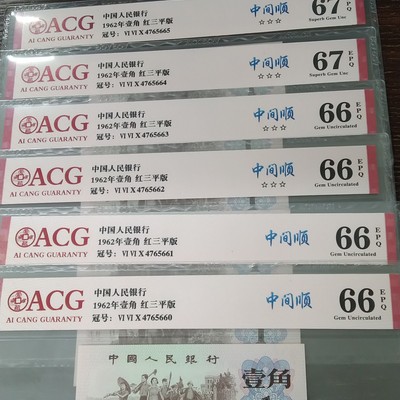 ACG
AI CANG GUARANTY
中国人民银行
1962年壹角 红三平版
冠号: VI VI X 4765665
中间顺
☆☆☆
67 EPQ
Superb Gem Unc
ACG
AI CANG GUARANTY
中国人民银行
1962年壹角 红三平版
冠号: VI VI X 4765664
中间顺
☆☆☆
67 EPQ
Superb Gem Unc
ACG
AI CANG GUARANTY
中国人民银行
1962年壹角 红三平版
冠号: VI VI X 4765663
中间顺
☆☆☆
66 EPQ
Gem Uncirculated
ACG
AI CANG GUARANTY
中国人民银行
1962年壹角 红三平版
冠号: VI VI X 4765662
中间顺
☆☆☆
66 EPQ
Gem Uncirculated
ACG
AI CANG GUARANTY
中国人民银行
1962年壹角 红三平版
冠号: VI VI X 4765661
中间顺
66 EPQ
Gem Uncirculated
ACG
AI CANG GUARANTY
中国人民银行
1962年壹角 红三平版
冠号: VI VI X 4765660
中间顺
66 EPQ
Gem Uncirculated
中國人民銀行
壹角